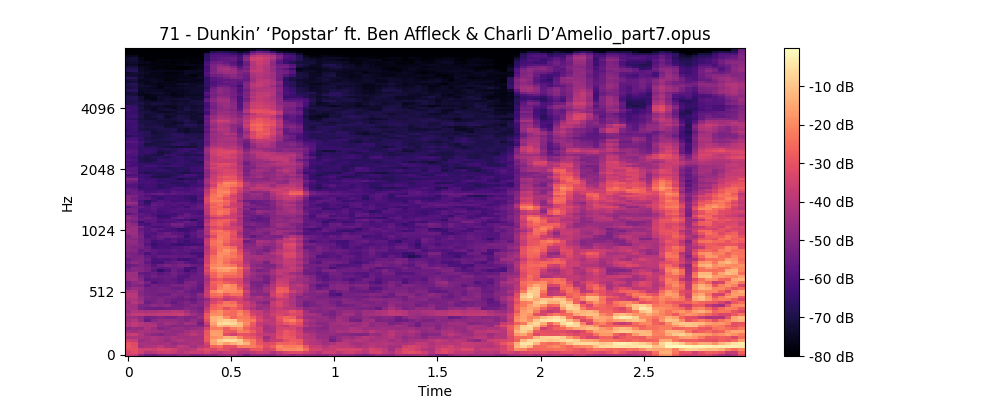 71 - Dunkin’ ‘Popstar’ ft. Ben Affleck & Charli D’Amelio_part7.opus
Hz
4096
2048
1024
512
0
0
0.5
1
1.5
2
2.5
Time
-10 dB
-20 dB
-30 dB
-40 dB
-50 dB
-60 dB
-70 dB
-80 dB